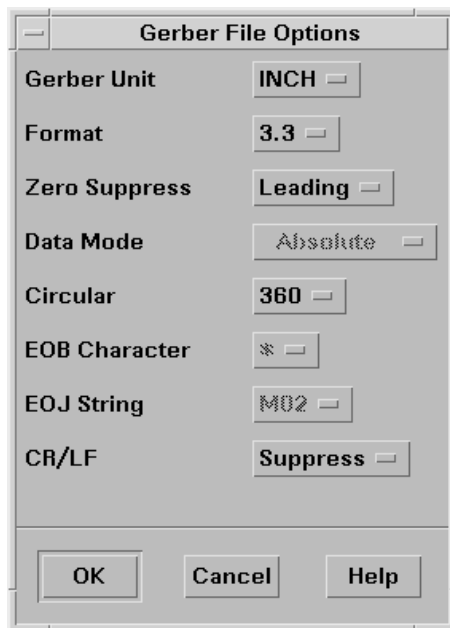 Gerber File Options
Gerber Unit INCH
Format 3.3
Zero Suppress Leading
Data Mode Absolute
Circular 360
EOB Character *
EOJ String M02
CR/LF Suppress
OK Cancel Help